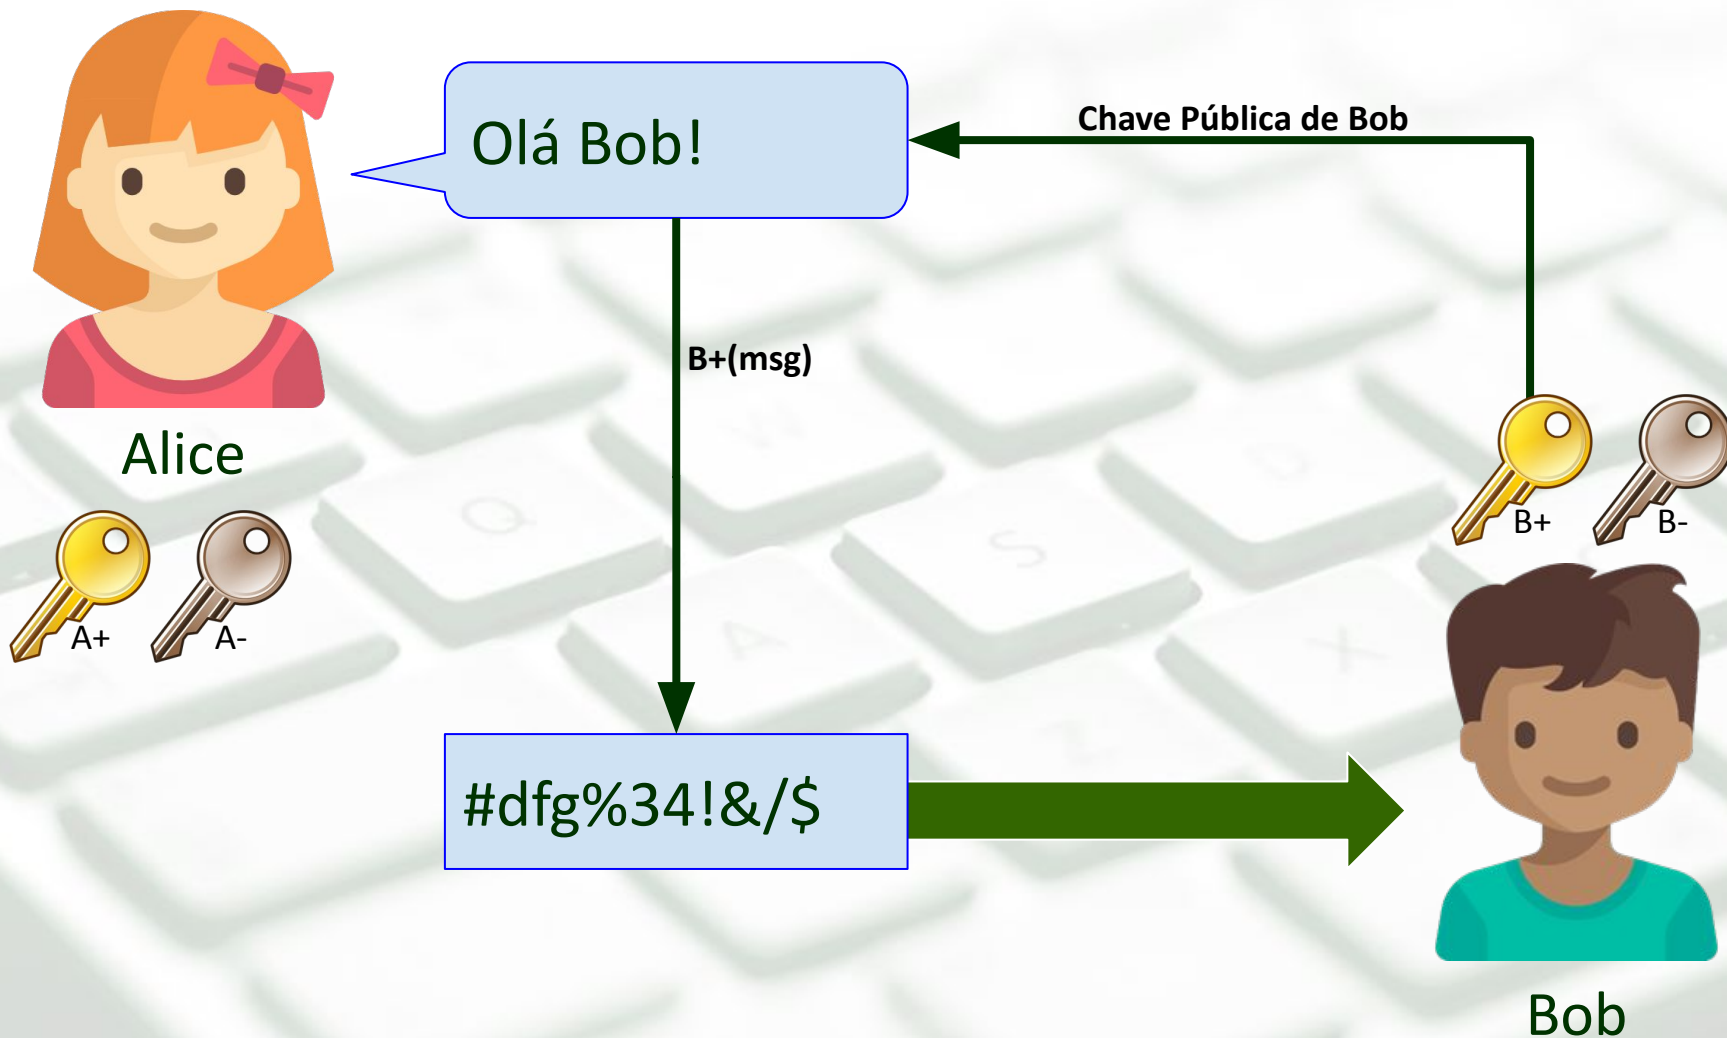 Olá Bob!
Chave Pública de Bob
B+(msg)
Alice
A+
A-
B+
B-
#dfg%34!&/$
Bob
Q
W
S
D
A
Z
X